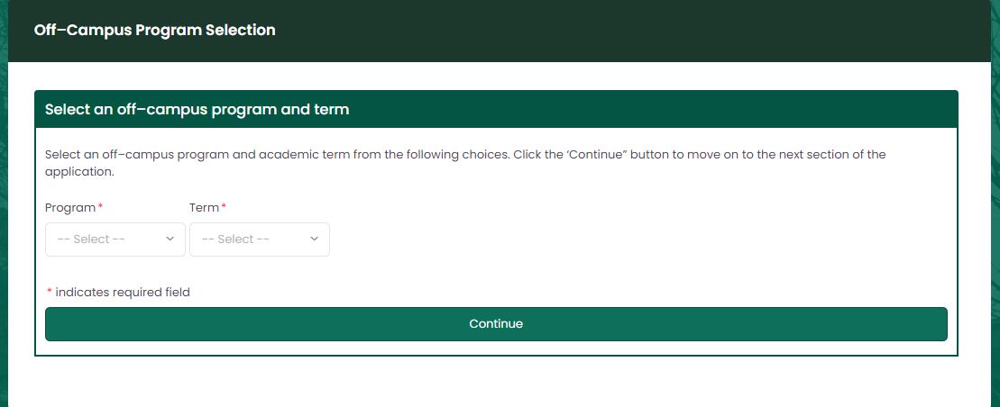 Off-Campus Program Selection
Select an off-campus program and term
Select an off-campus program and academic term from the following choices. Click the ‘Continue” button to move on to the next section of the
application.
Program* Term*
-- Select -- -- Select --
* indicates required field
Continue